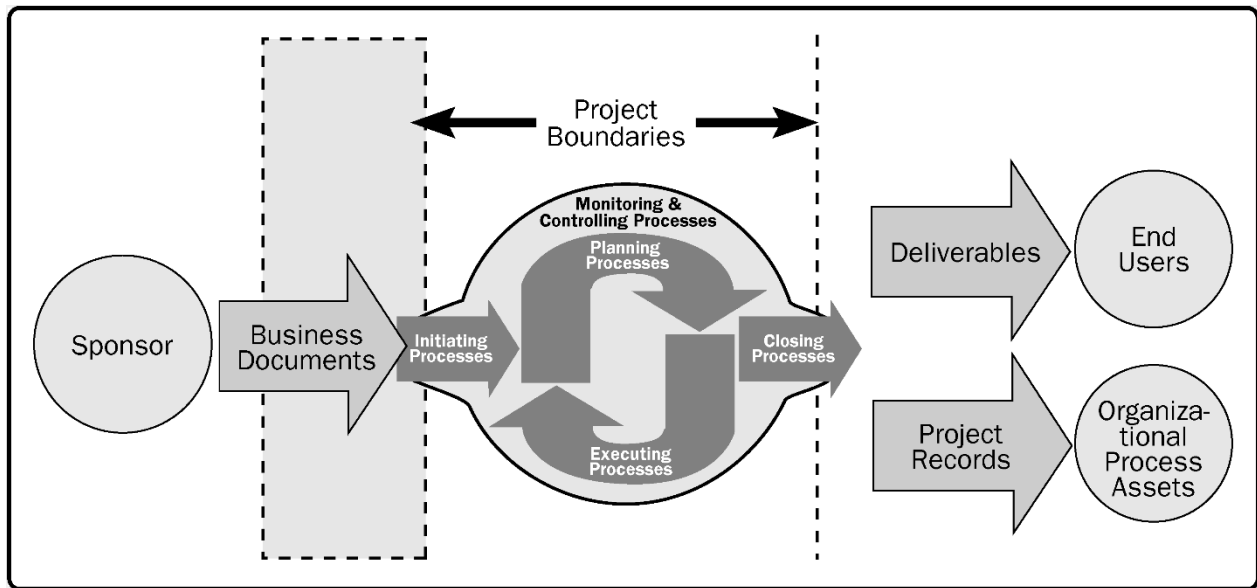 Project
Boundaries
Monitoring &
Controlling Processes
Planning
Processes
Sponsor
Business
Documents
Initiating
Processes
Closing
Processes
Executing
Processes
Deliverables
End
Users
Project
Records
Organiza-
tional
Process
Assets